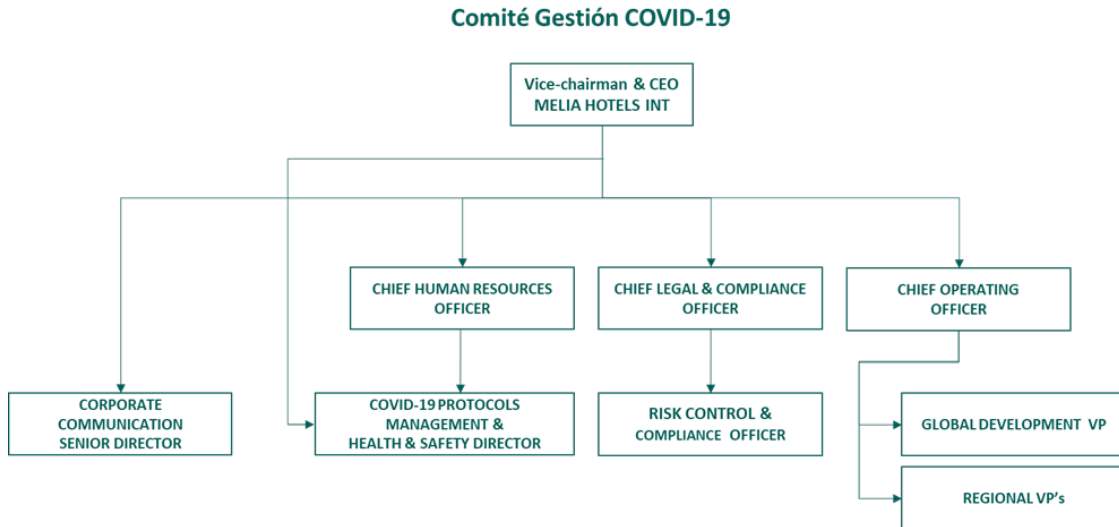 Comité Gestión COVID-19
Vice-chairman & CEO
MELIA HOTELS INT
CHIEF HUMAN RESOURCES
OFFICER
CHIEF LEGAL & COMPLIANCE
OFFICER
CHIEF OPERATING
OFFICER
CORPORATE
COMMUNICATION
SENIOR DIRECTOR
COVID-19 PROTOCOLS
MANAGEMENT &
HEALTH & SAFETY DIRECTOR
RISK CONTROL &
COMPLIANCE OFFICER
GLOBAL DEVELOPMENT VP
REGIONAL VP's